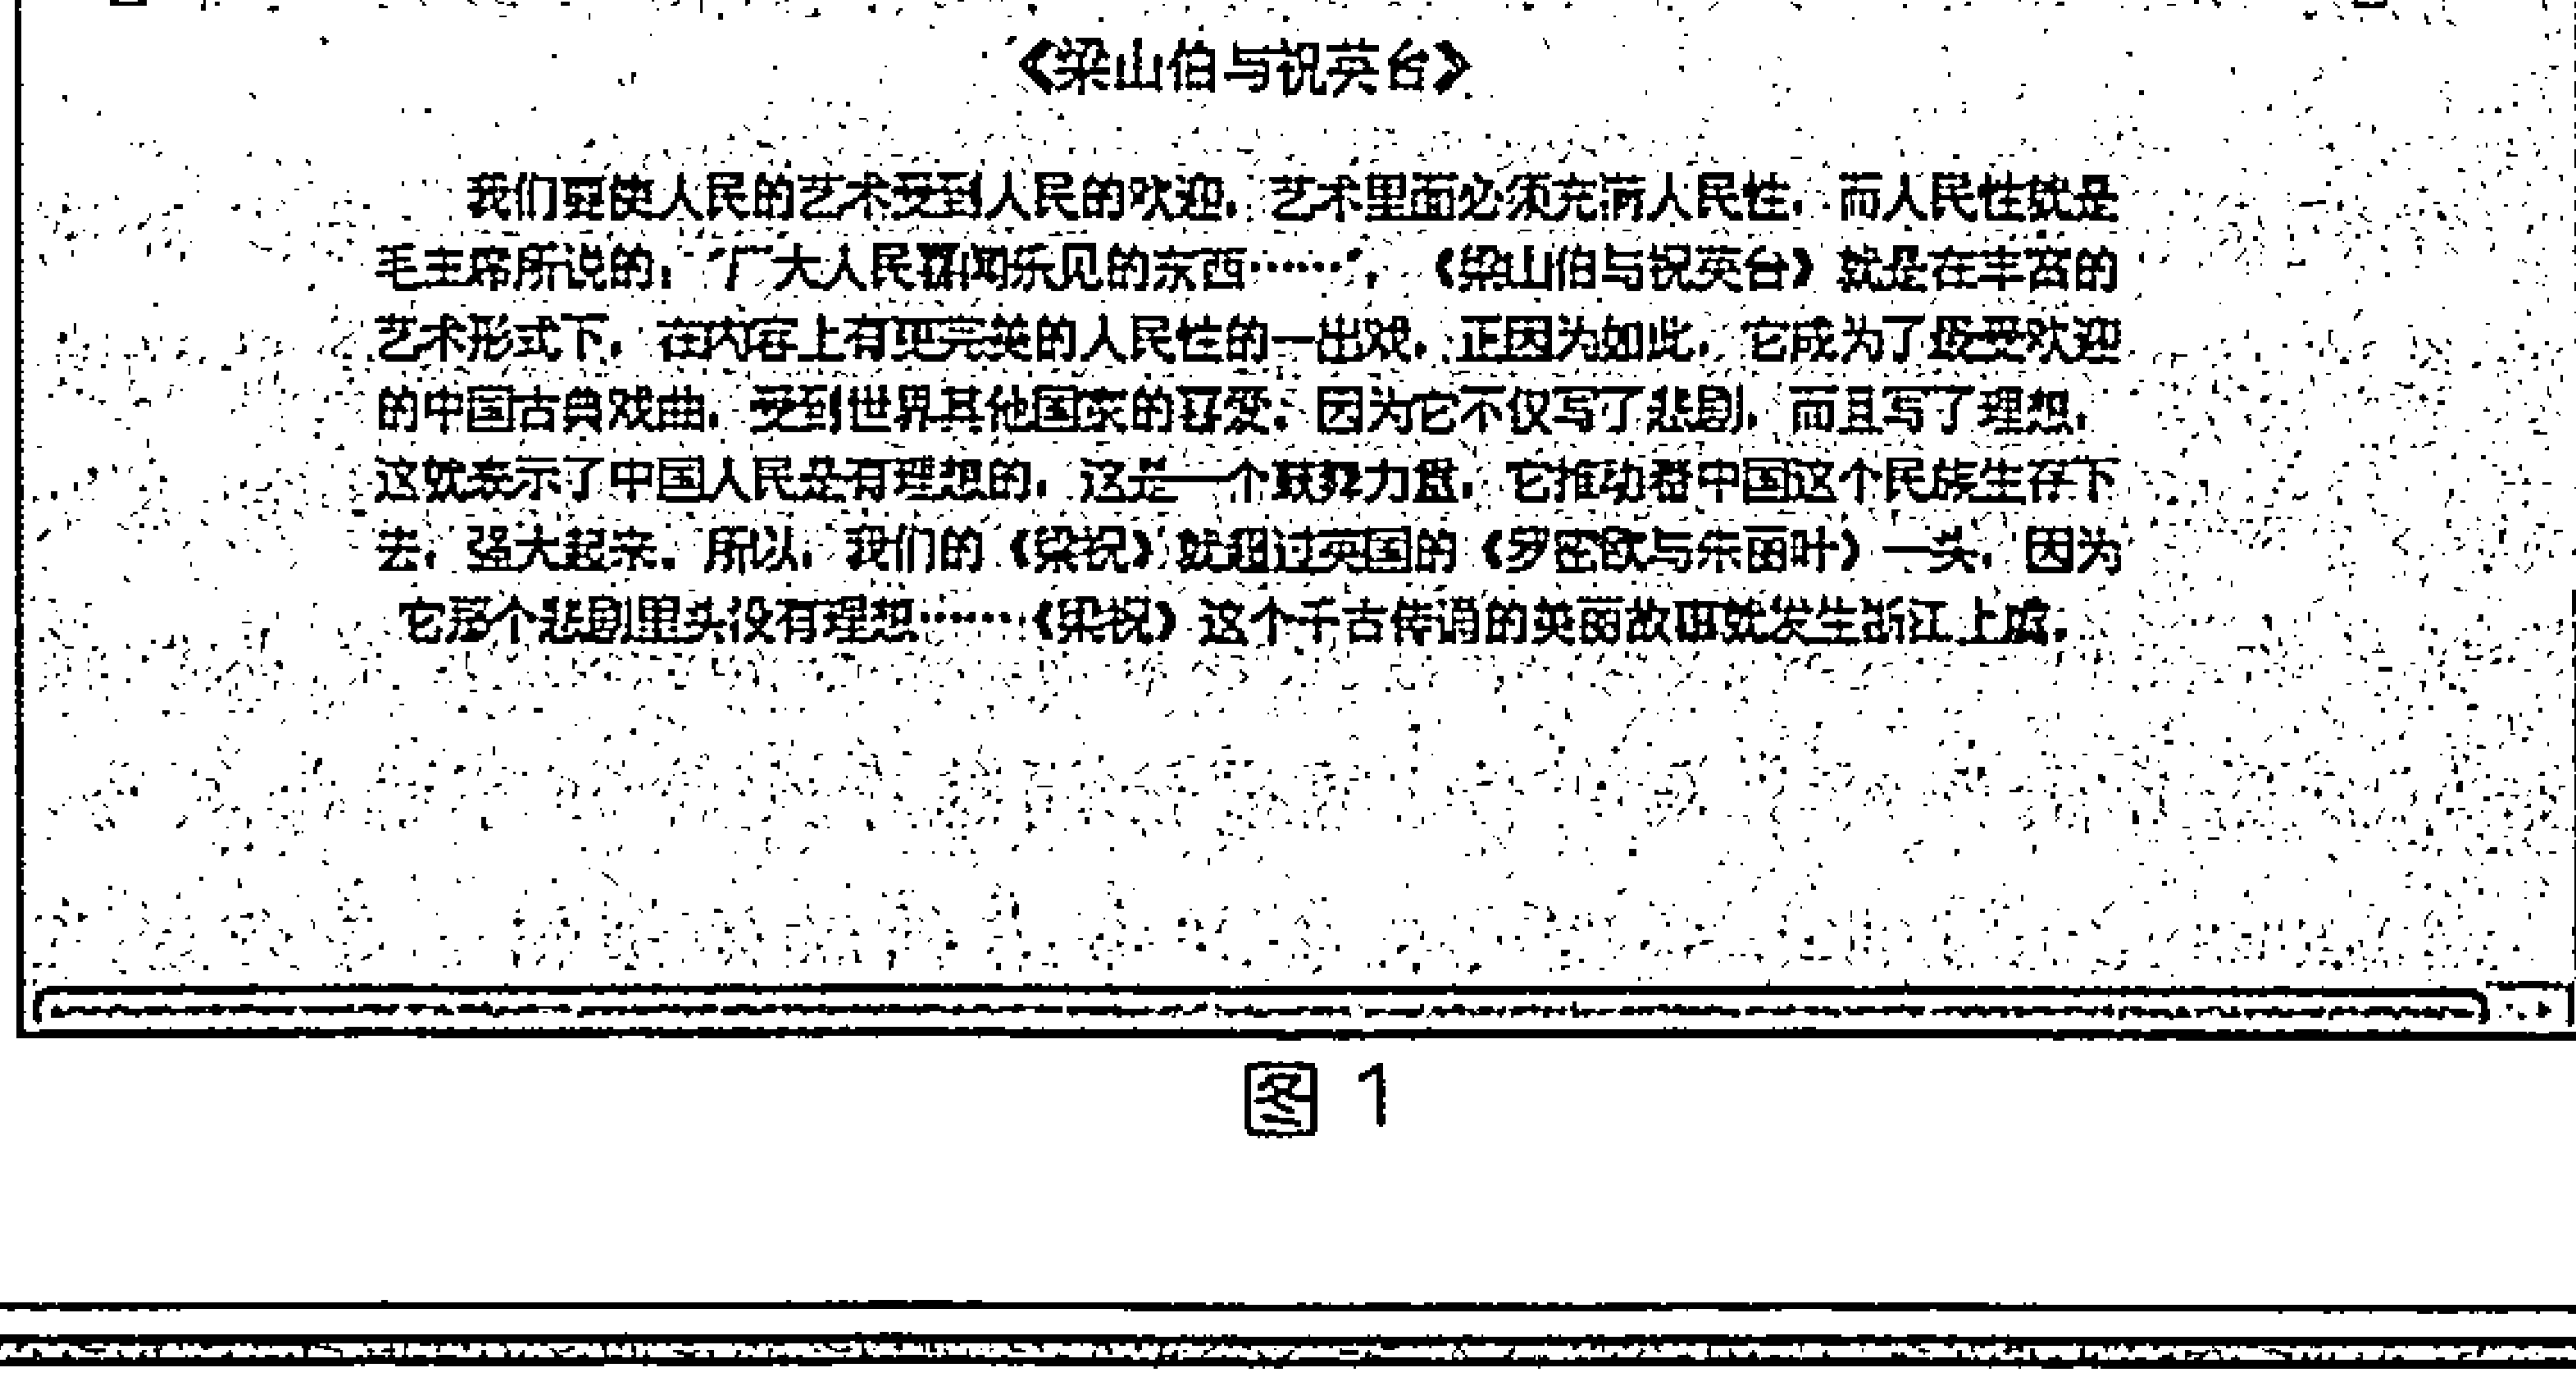 《梁山伯与祝英台》
我们要使人民的艺术受到人民的欢迎，艺术里面必须充满人民性，而人民性就是
毛主席所说的：“广大人民喜闻乐见的东西……”，《梁山伯与祝英台》就是在丰富的
艺术形式下，在内容上有更完美的人民性的一出戏，正因为如此，它成为了最受欢迎
的中国古典戏曲，受到世界其他国家的喜爱；因为它不仅写了悲剧，而且写了理想，
这就表示了中国人民是有理想的，这是一个鼓舞力量，它推动着中国这个民族生存下
去，强大起来。所以，我们的《梁祝》就超过英国的《罗密欧与朱丽叶》一头，因为
它那个悲剧里头没有理想……《梁祝》这个千古传诵的美丽故事就发生浙江上虞，
图 1